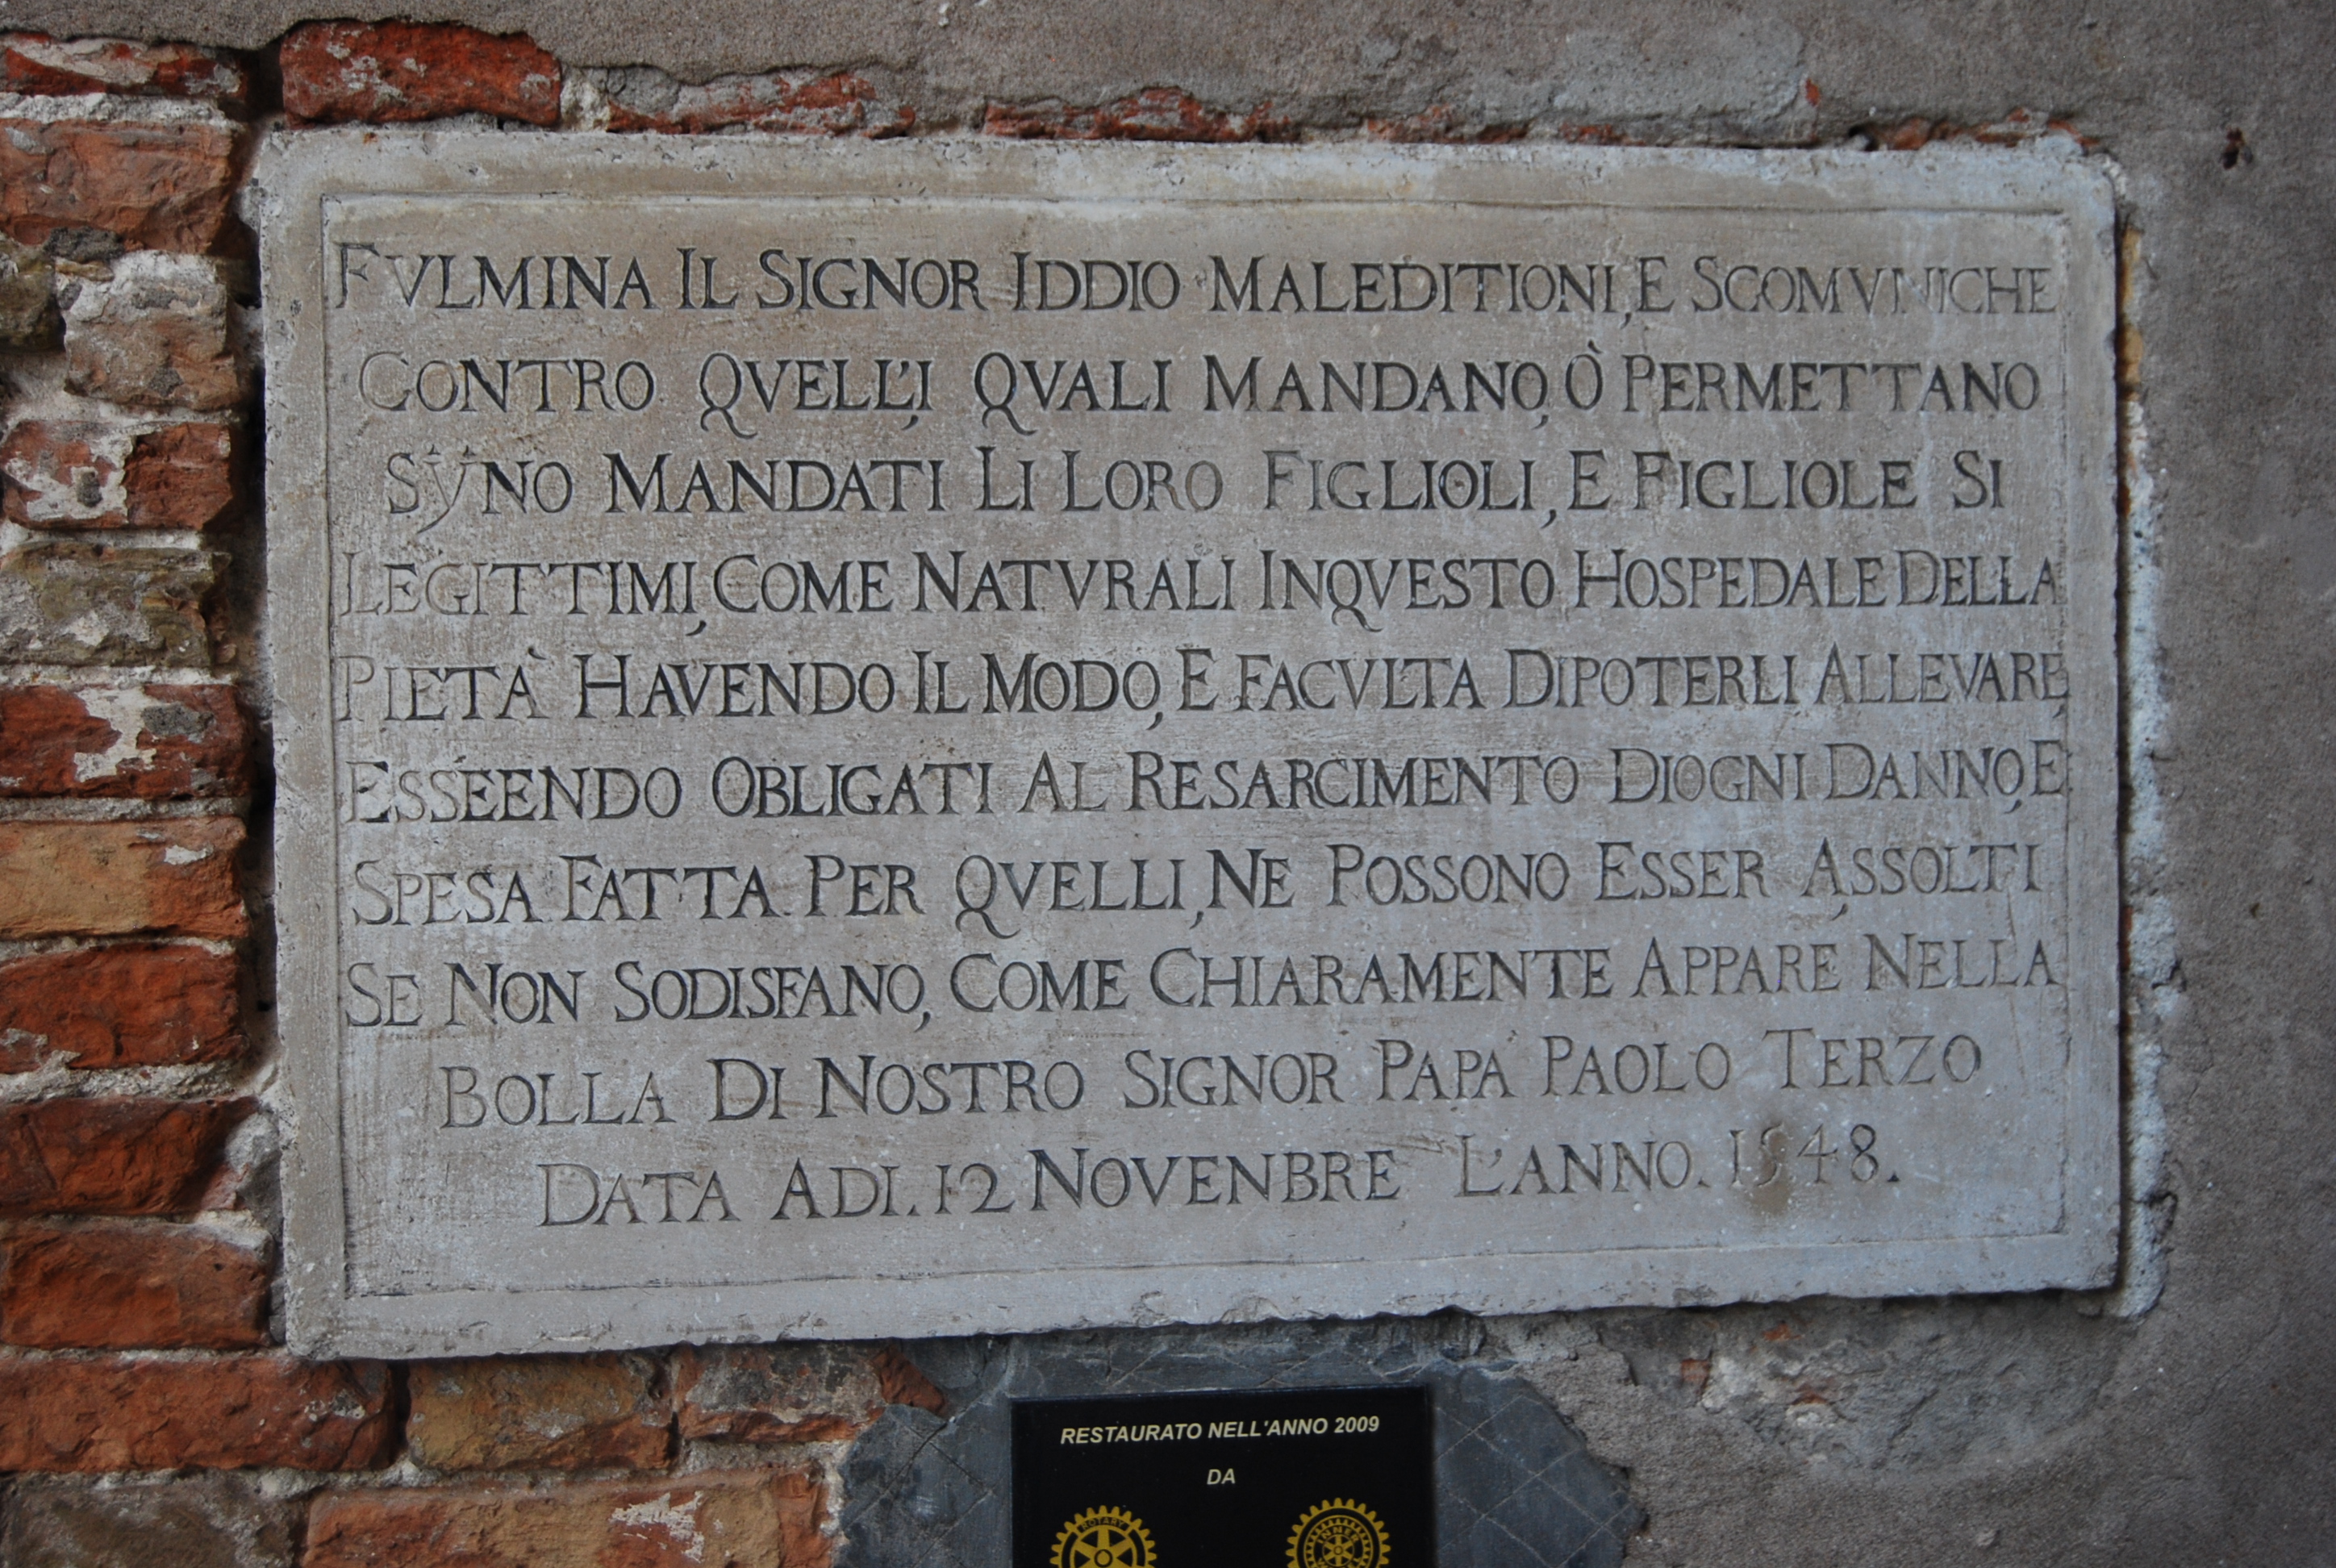 FVLMINA IL SIGNOR IDDIO MALEDITIONI, E SCOMVNICHE
CONTRO QVELL'I QVALI MANDANO, Ò PERMETTANO
SŸNO MANDATI LI LORO FIGLIOLI, E FIGLIOLE SI
LEGITTIMI, COME NATVRALI INQVESTO HOSPEDALE DELLA
PIETÀ HAVENDO IL MODO, E FACVLTA DIPOTERLI ALLEVARE,
ESSEENDO OBLIGATI AL RESARCIMENTO DIOGNI DANNO, E
SPESA FATTA PER QVELLI, NE POSSONO ESSER ASSOLTI
SE NON SODISFANO, COME CHIARAMENTE APPARE NELLA
BOLLA DI NOSTRO SIGNOR PAPA PAOLO TERZO
DATA ADI. 12 NOVENBRE L'ANNO. 1548.
RESTAURATO NELL'ANNO 2009
DA
ROTARY
INNER